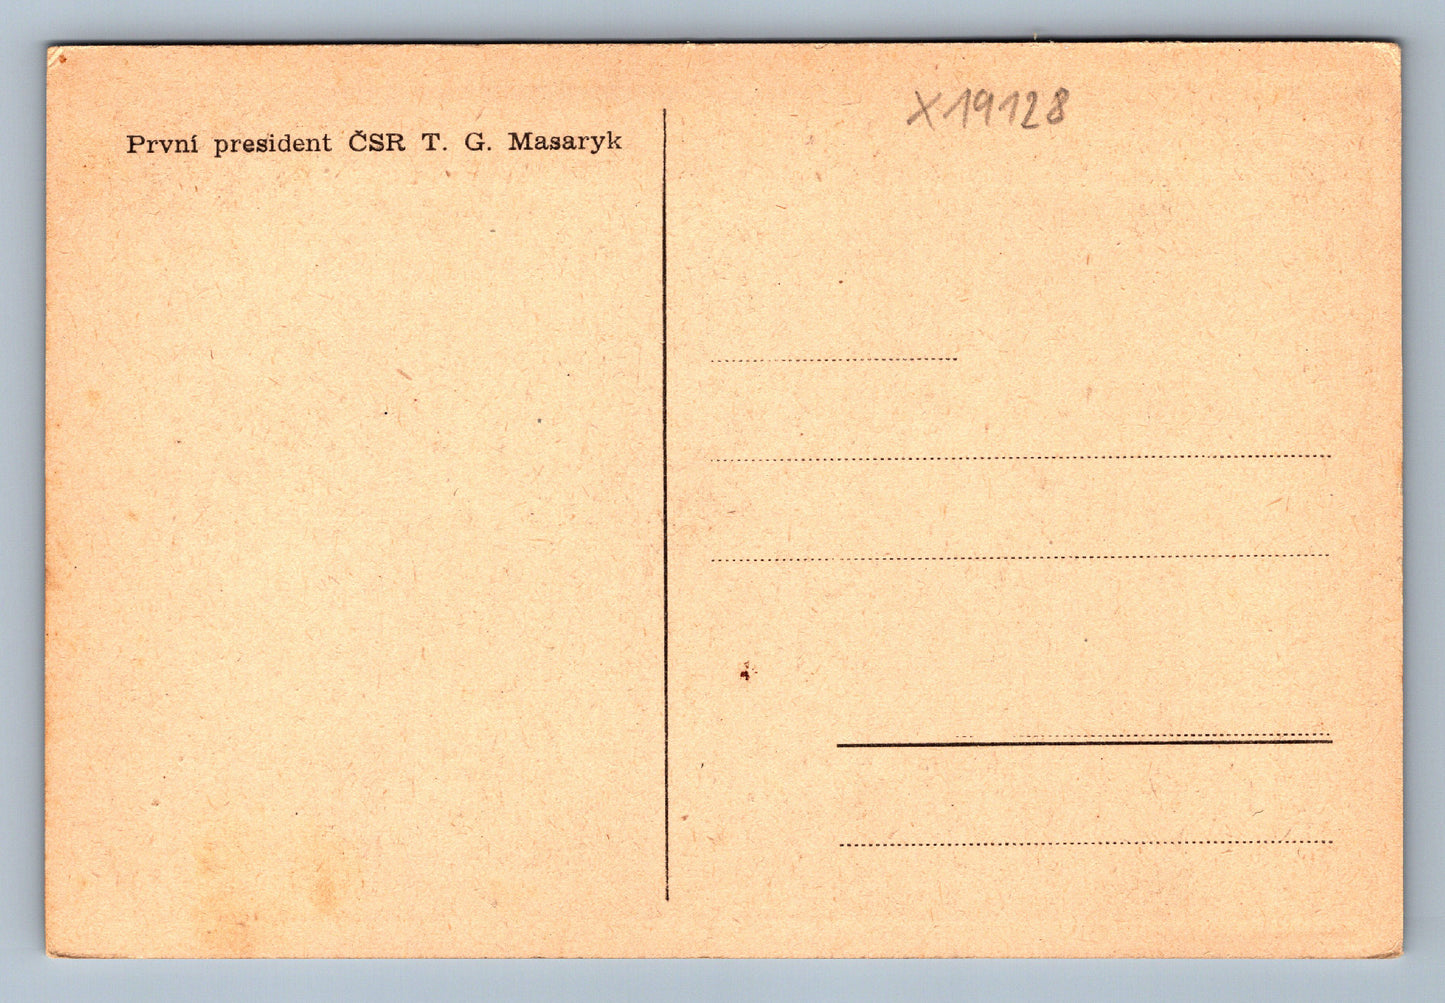 První president ČSR T. G. Masaryk
X19128